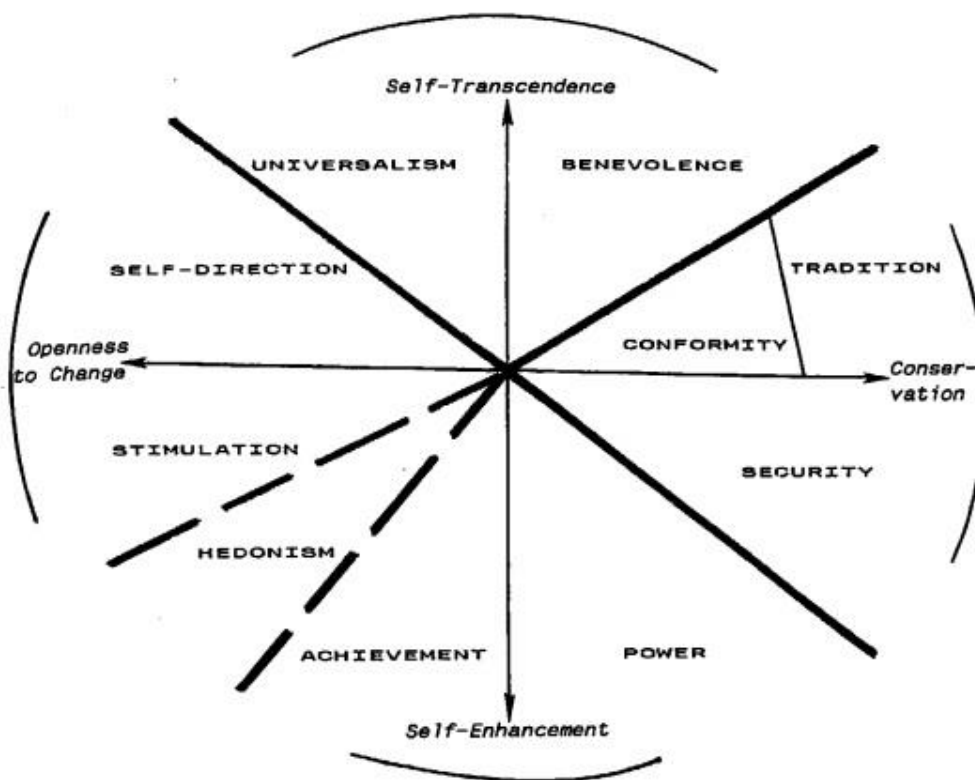 Self-Transcendence
UNIVERSALISM
BENEVOLENCE
SELF-DIRECTION
TRADITION
CONFORMITY
Openness
to Change
Conser-
vation
STIMULATION
SECURITY
HEDONISM
ACHIEVEMENT
POWER
Self-Enhancement